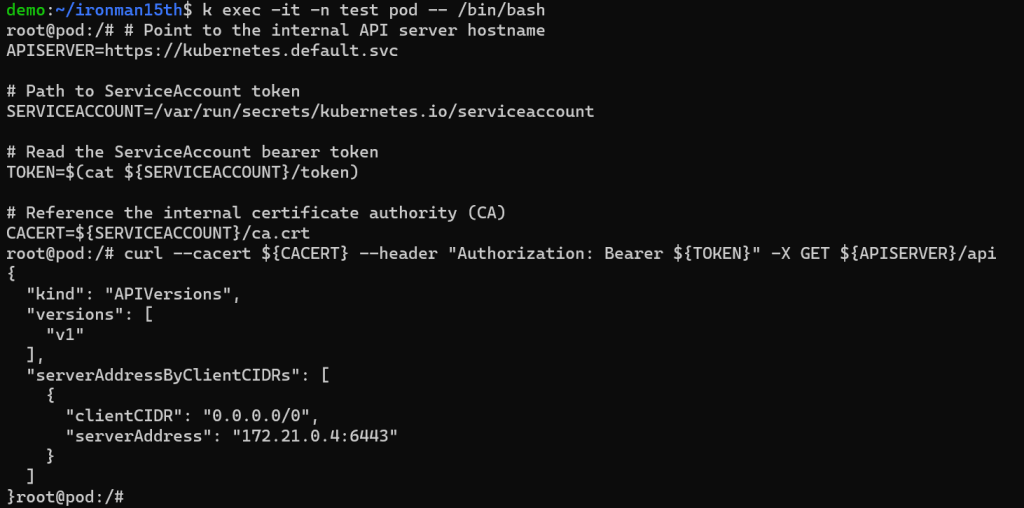 demo:~/ironman15th$ k exec -it -n test pod -- /bin/bash
root@pod:/# # Point to the internal API server hostname
APISERVER=https://kubernetes.default.svc

# Path to ServiceAccount token
SERVICEACCOUNT=/var/run/secrets/kubernetes.io/serviceaccount

# Read the ServiceAccount bearer token
TOKEN=$(cat ${SERVICEACCOUNT}/token)

# Reference the internal certificate authority (CA)
CACERT=${SERVICEACCOUNT}/ca.crt
root@pod:/# curl --cacert ${CACERT} --header "Authorization: Bearer ${TOKEN}" -X GET ${APISERVER}/api
{
  "kind": "APIVersions",
  "versions": [
    "v1"
  ],
  "serverAddressByClientCIDRs": [
    {
      "clientCIDR": "0.0.0.0/0",
      "serverAddress": "172.21.0.4:6443"
    }
  ]
}root@pod:/#